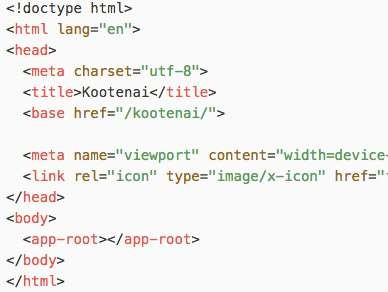 <!doctype html>
<html lang="en">
<head>
  <meta charset="utf-8">
  <title>Kootenai</title>
  <base href="/kootenai/">
  <meta name="viewport" content="width=device-
  <link rel="icon" type="image/x-icon" href="
</head>
<body>
  <app-root></app-root>
</body>
</html>